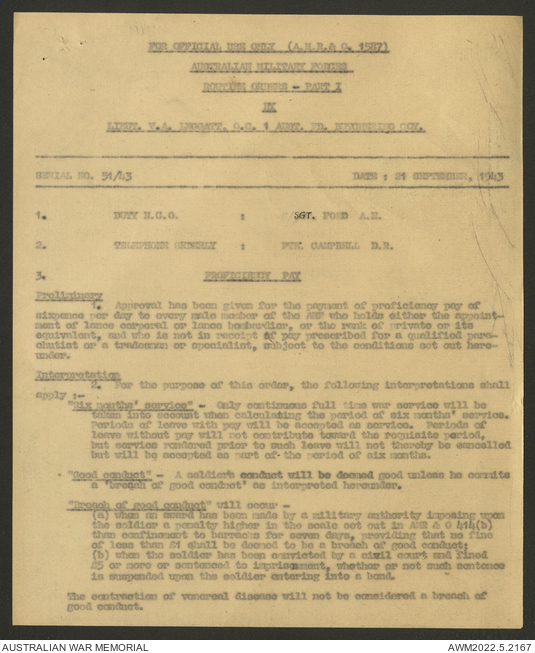 FOR OFFICIAL USE ONLY (A.M.R.& O. 1587)
AUSTRALIAN MILITARY FORCES
ROUTINE ORDERS - PART I
BY
LIEUT. V.A. LEGGATT, O.C. 1 AUST. FD. COY.
SERIAL NO. 91/43 DATE : 21 SEPTEMBER, 1943
1. DUTY N.C.O. : SGT. FORD A.H.
2. TELEPHONE ORDERLY : PTE. CAMPBELL D.R.
3. PROFICIENCY PAY
Preliminary
1. Approval has been given for the payment of proficiency pay of
sixpence per day to every male member of the AMF who holds either the appoint-
ment of lance corporal or lance bombardier, or the rank of private or its
equivalent, and who is not in receipt of pay prescribed for a qualified para-
chutist or a tradesman or specialist, subject to the conditions set out here-
under.
Interpretation
2. For the purpose of this order, the following interpretations shall
apply :-
"Six months' service" - Only continuous full time war service will be
taken into account when calculating the period of six months' service.
Periods of leave with pay will be accepted as service. Periods of
leave without pay will not contribute toward the requisite period,
but service rendered prior to such leave will not thereby be cancelled
but will be accepted as part of the period of six months.
"Good conduct" - A soldier's conduct will be deemed good unless he commits
a 'breach of good conduct' as interpreted hereunder.
"Breach of good conduct" will occur -
(a) when an award has been made by a military authority imposing upon
the soldier a penalty higher in the scale set out in AMR & O 414(b)
than confinement to barracks for seven days, providing that no fine
of less than £1 shall be deemed to be a breach of good conduct;
(b) when the soldier has been convicted by a civil court and fined
£5 or more or sentenced to imprisonment, whether or not such sentence
is suspended upon the soldier entering into a bond.
The contraction of venereal disease will not be considered a breach of
good conduct.
AUSTRALIAN WAR MEMORIAL AWM2022.5.2167